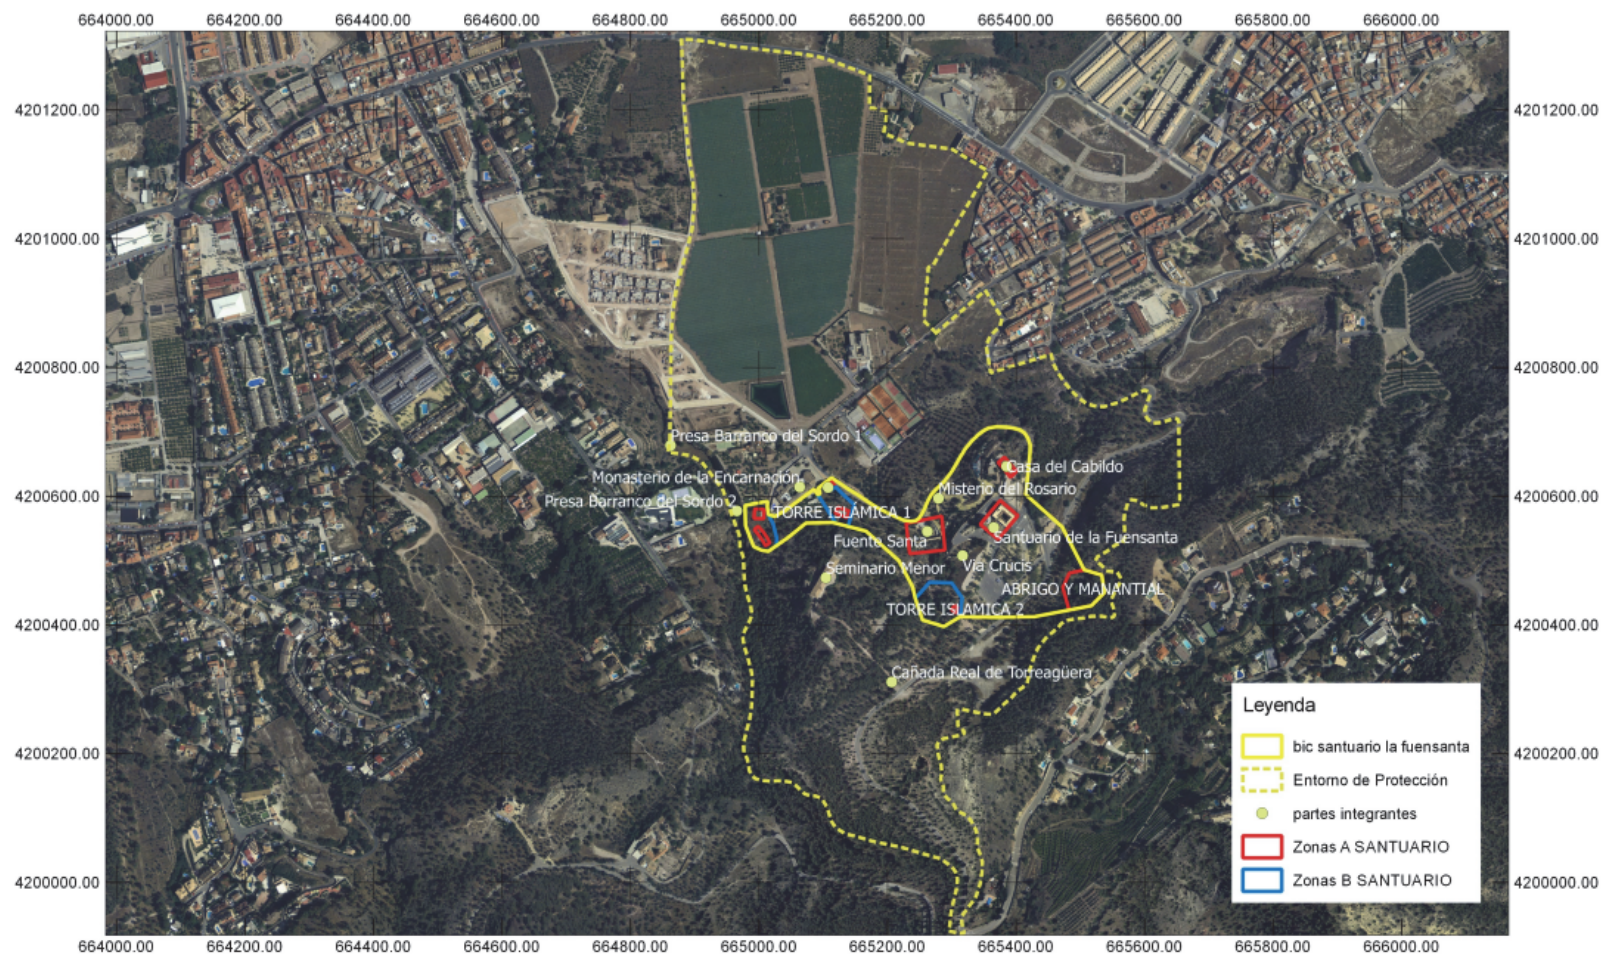 664000.00 664200.00 664400.00 664600.00 664800.00 665000.00 665200.00 665400.00 665600.00 665800.00 666000.00
4201200.00 4201200.00
4201000.00 4201000.00
4200800.00 4200800.00
Presa Barranco del Sordo 1
Casa del Cabildo
Monasterio de la Encarnación
Misterio del Rosario
4200600.00 4200600.00
Presa Barranco del Sordo 2
TORRE ISLÁMICA 1
Fuente Santa
Santuario de la Fuensanta
Seminario Menor
Via Crucis
ABRIGO Y MANANTIAL
TORRE ISLAMICA 2
4200400.00 4200400.00
Cañada Real de Torreagüera
Leyenda
bic santuario la fuensanta
4200200.00 4200200.00
Entorno de Protección
partes integrantes
Zonas A SANTUARIO
Zonas B SANTUARIO
4200000.00 4200000.00
664000.00 664200.00 664400.00 664600.00 664800.00 665000.00 665200.00 665400.00 665600.00 665800.00 666000.00